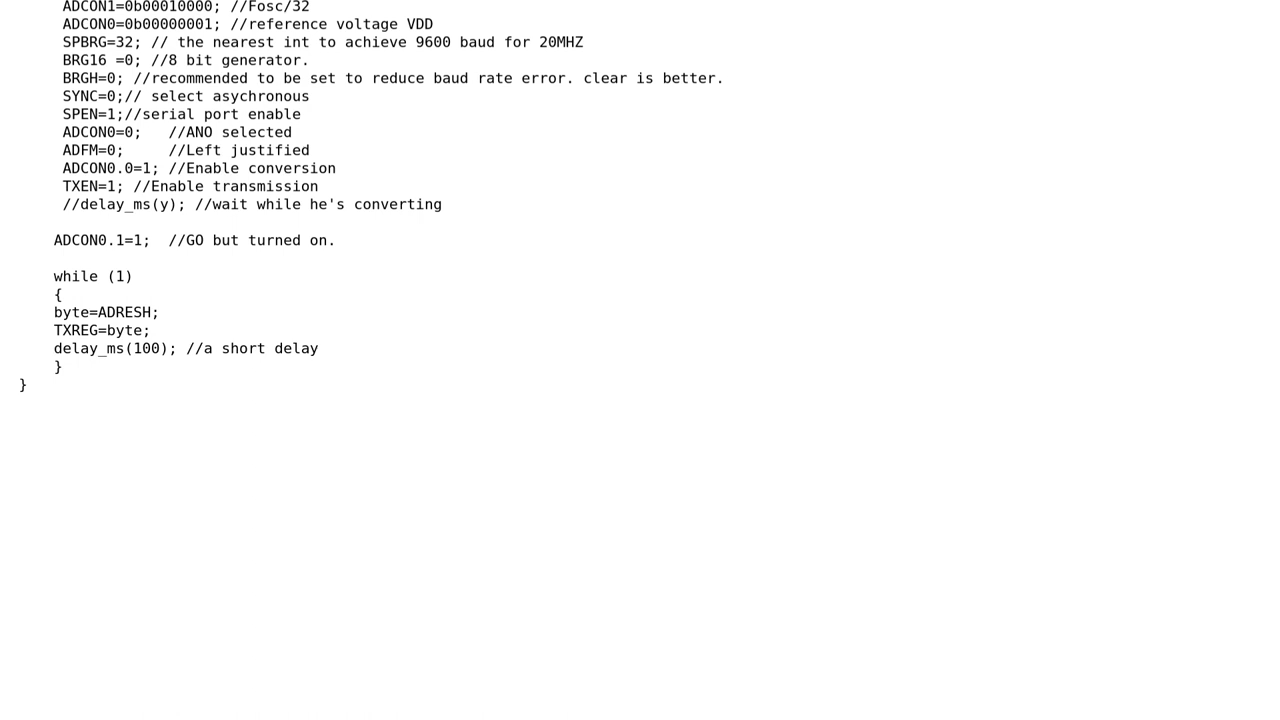 ADCON1=0b00010000; //Fosc/32
ADCON0=0b00000001; //reference voltage VDD
SPBRG=32; // the nearest int to achieve 9600 baud for 20MHZ
BRG16 =0; //8 bit generator.
BRGH=0; //recommended to be set to reduce baud rate error. clear is better.
SYNC=0;// select asychronous
SPEN=1;//serial port enable
ADCON0=0;   //ANO selected
ADFM=0;     //Left justified
ADCON0.0=1; //Enable conversion
TXEN=1; //Enable transmission
//delay_ms(y); //wait while he's converting
ADCON0.1=1;  //GO but turned on.
while (1)
{
byte=ADRESH;
TXREG=byte;
delay_ms(100); //a short delay
}
}